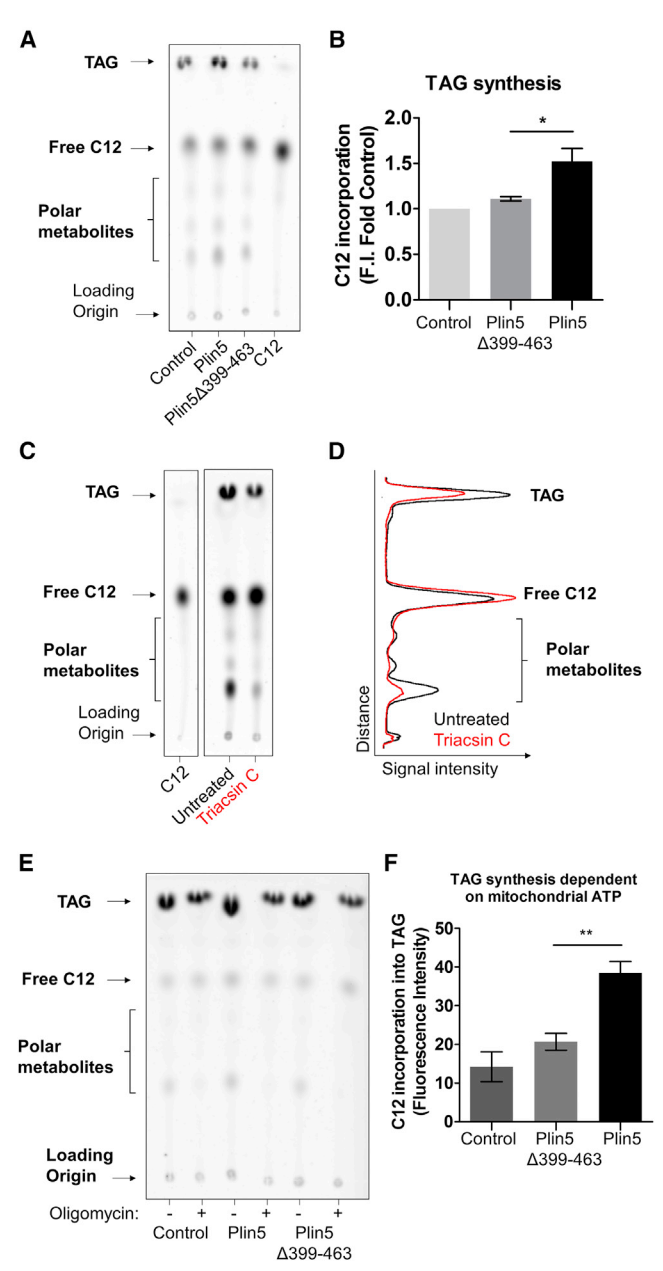 A
TAG
Free C12
Polar
metabolites
Loading
Origin
Control
Plin5
Plin5Δ399-463
C12
B
TAG synthesis
C12 incorporation
(F.I. Fold Control)
2.0
1.5
1.0
0.5
0.0
*
Control
Plin5
Δ399-463
Plin5
C
TAG
Free C12
Polar
metabolites
Loading
Origin
C12
Untreated
Triacsin C
D
TAG
Free C12
Polar
metabolites
Distance
Untreated
Triacsin C
Signal intensity
E
TAG
Free C12
Polar
metabolites
Loading
Origin
Oligomycin: - + - + - +
Control Plin5 Plin5
Δ399-463
F
TAG synthesis dependent
on mitochondrial ATP
C12 incorporation into TAG
(Fluorescence Intensity)
50
40
30
20
10
0
**
Control
Plin5
Δ399-463
Plin5